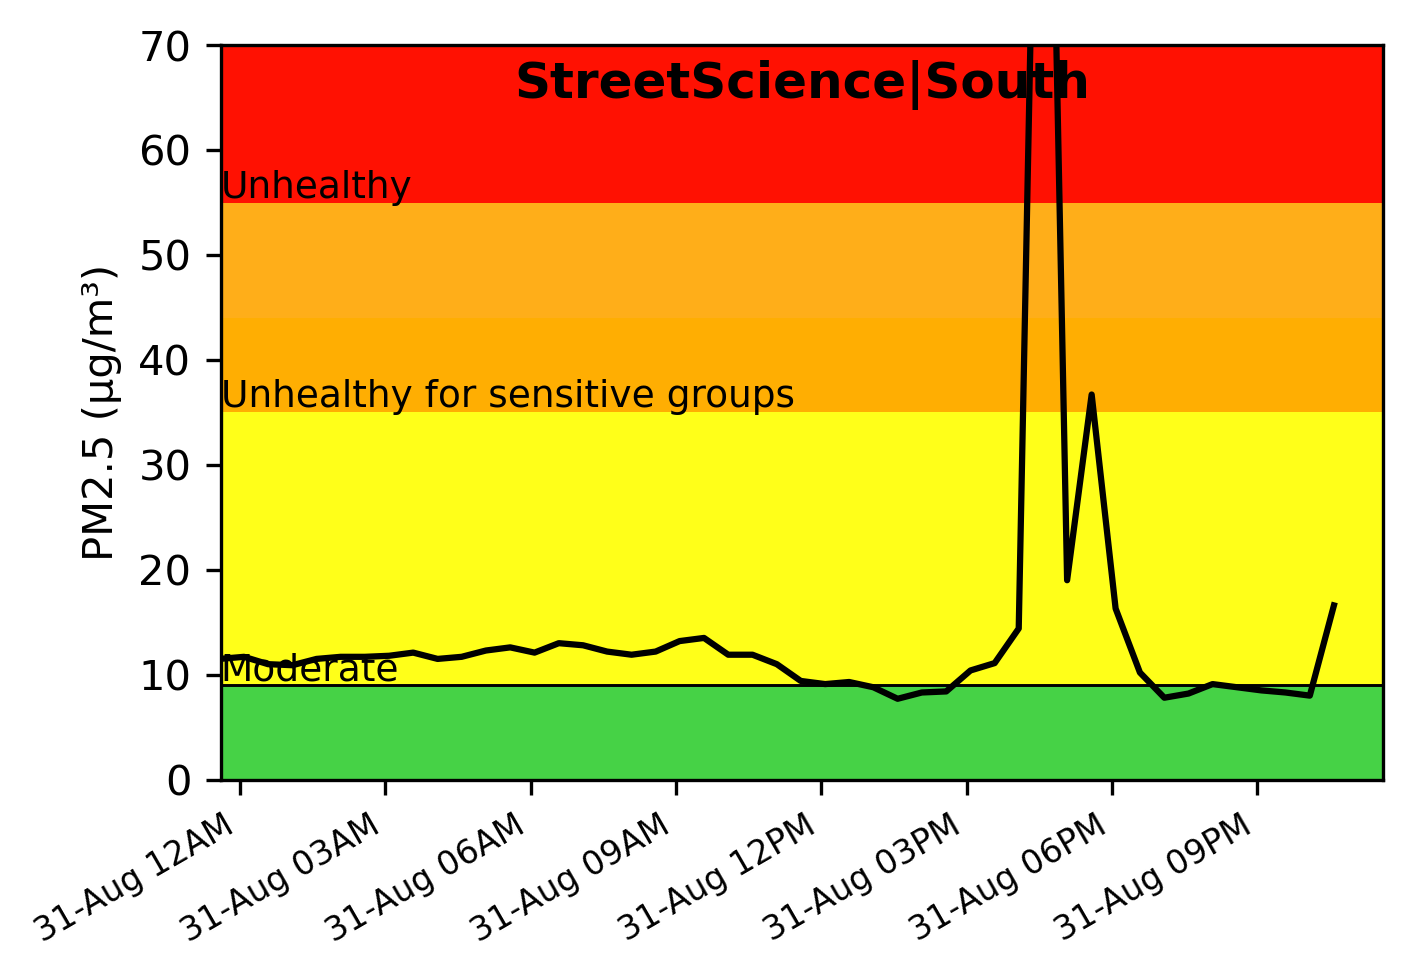 StreetScience|South
PM2.5 (µg/m³)
70
60
50
40
30
20
10
0
Unhealthy
Unhealthy for sensitive groups
Moderate
31-Aug 12AM
31-Aug 03AM
31-Aug 06AM
31-Aug 09AM
31-Aug 12PM
31-Aug 03PM
31-Aug 06PM
31-Aug 09PM